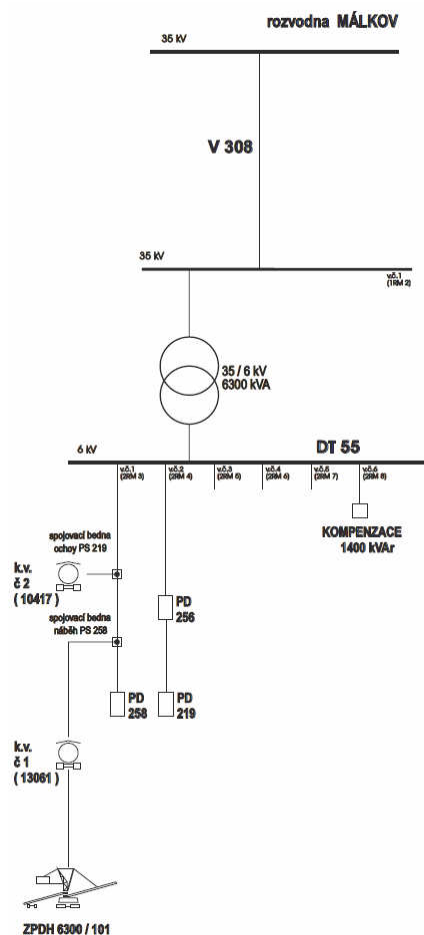 rozvodna MÁLKOV
35 kV
V 308
35 kV
v.č.1
(1RM 2)
35 / 6 kV
6300 kVA
6 kV
DT 55
v.č.1
(2RM 3)
v.č.2
(2RM 4)
v.č.3
(2RM 5)
v.č.4
(2RM 6)
v.č.5
(2RM 7)
v.č.6
(2RM 8)
KOMPENZACE
1400 kVAr
spojovací bedna
ochoy PS 219
k.v.
č 2
( 10417 )
PD
256
spojovací bedna
náběh PS 258
PD
258
PD
219
k.v.
č 1
( 13061 )
ZPDH 6300 / 101